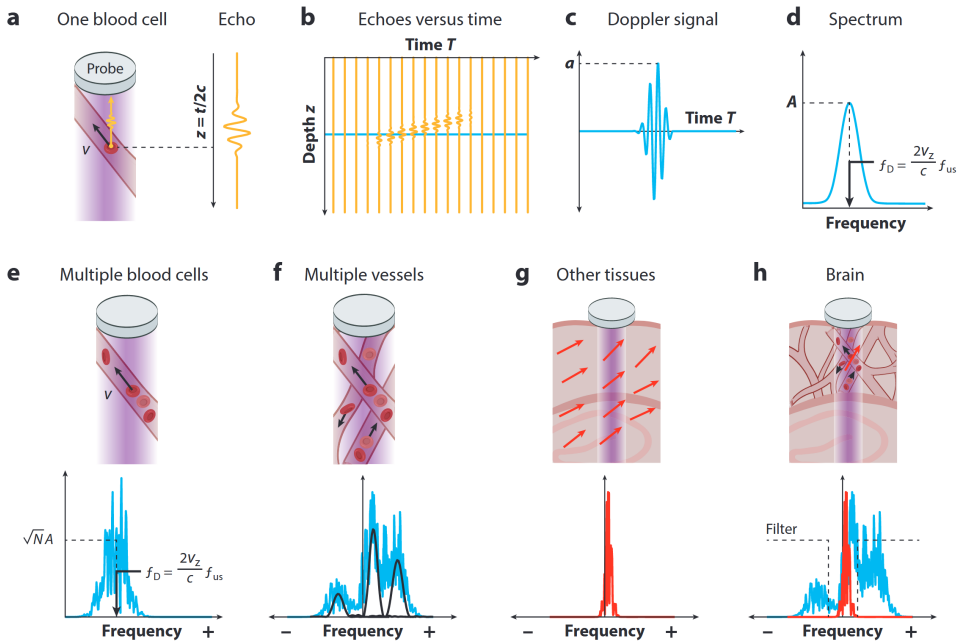 a One blood cell Echo
Probe
v
z = t/2c
b Echoes versus time
Time T
Depth z
c Doppler signal
a
Time T
d Spectrum
A
f_D = 2v_z/c f_us
Frequency
e Multiple blood cells
v
√N A
f_D = 2v_z/c f_us
Frequency +
f Multiple vessels
− Frequency +
g Other tissues
− Frequency +
h Brain
Filter
− Frequency +